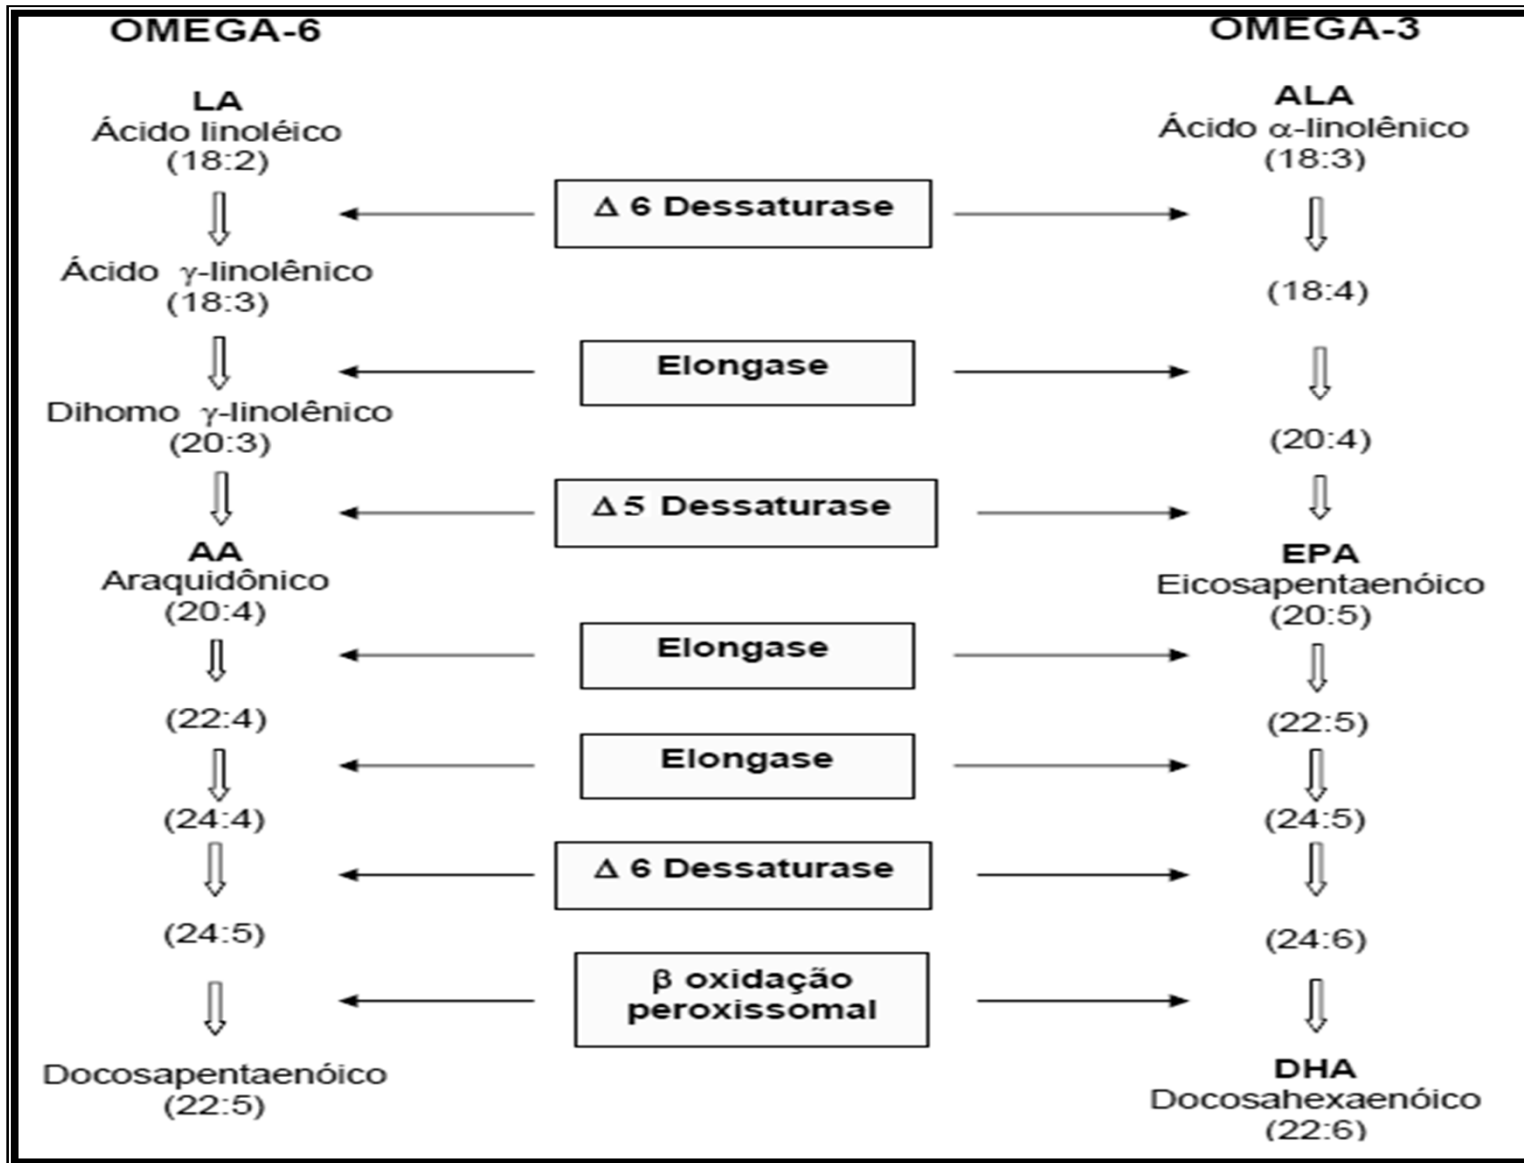 OMEGA-6
OMEGA-3
LA
Ácido linoléico
(18:2)
ALA
Ácido α-linolênico
(18:3)
Δ 6 Dessaturase
Ácido γ-linolênico
(18:3)
(18:4)
Elongase
Dihomo γ-linolênico
(20:3)
(20:4)
Δ5 Dessaturase
AA
Araquidônico
(20:4)
EPA
Eicosapentaenóico
(20:5)
Elongase
(22:4)
(22:5)
Elongase
(24:4)
(24:5)
Δ 6 Dessaturase
(24:5)
(24:6)
β oxidação
peroxissomal
Docosapentaenóico
(22:5)
DHA
Docosahexaenóico
(22:6)